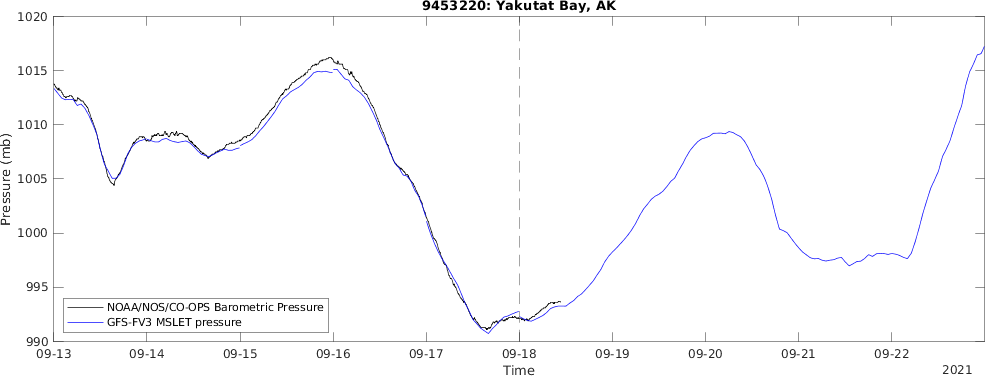 9453220: Yakutat Bay, AK
Pressure (mb)
1020
1015
1010
1005
1000
995
990
NOAA/NOS/CO-OPS Barometric Pressure
GFS-FV3 MSLET pressure
09-13 09-14 09-15 09-16 09-17 09-18 09-19 09-20 09-21 09-22
Time
2021